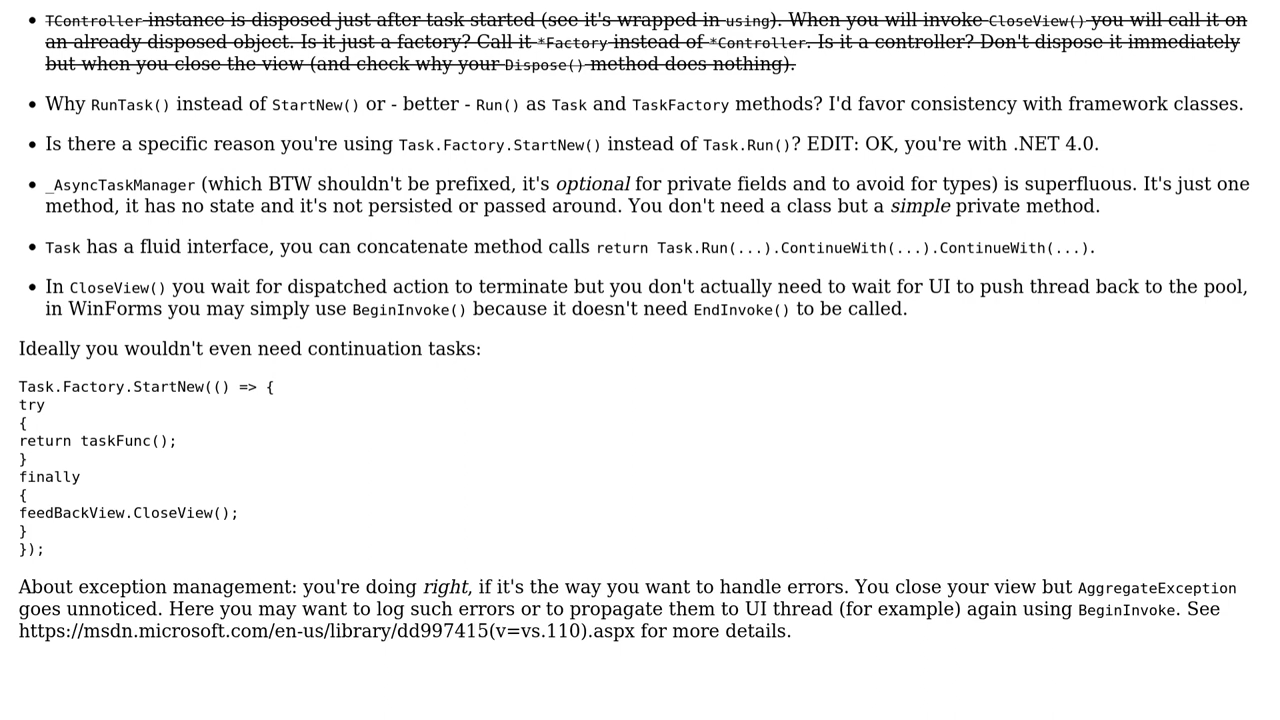 TController instance is disposed just after task started (see it's wrapped in using). When you will invoke CloseView() you will call it on
an already disposed object. Is it just a factory? Call it *Factory instead of *Controller. Is it a controller? Don't dispose it immediately
but when you close the view (and check why your Dispose() method does nothing).
Why RunTask() instead of StartNew() or - better - Run() as Task and TaskFactory methods? I'd favor consistency with framework classes.
Is there a specific reason you're using Task.Factory.StartNew() instead of Task.Run()? EDIT: OK, you're with .NET 4.0.
_AsyncTaskManager (which BTW shouldn't be prefixed, it's optional for private fields and to avoid for types) is superfluous. It's just one
method, it has no state and it's not persisted or passed around. You don't need a class but a simple private method.
Task has a fluid interface, you can concatenate method calls return Task.Run(...).ContinueWith(...).ContinueWith(...).
In CloseView() you wait for dispatched action to terminate but you don't actually need to wait for UI to push thread back to the pool,
in WinForms you may simply use BeginInvoke() because it doesn't need EndInvoke() to be called.
Ideally you wouldn't even need continuation tasks:
Task.Factory.StartNew(() => {
try
{
return taskFunc();
}
finally
{
feedBackView.CloseView();
}
});
About exception management: you're doing right, if it's the way you want to handle errors. You close your view but AggregateException
goes unnoticed. Here you may want to log such errors or to propagate them to UI thread (for example) again using BeginInvoke. See
https://msdn.microsoft.com/en-us/library/dd997415(v=vs.110).aspx for more details.